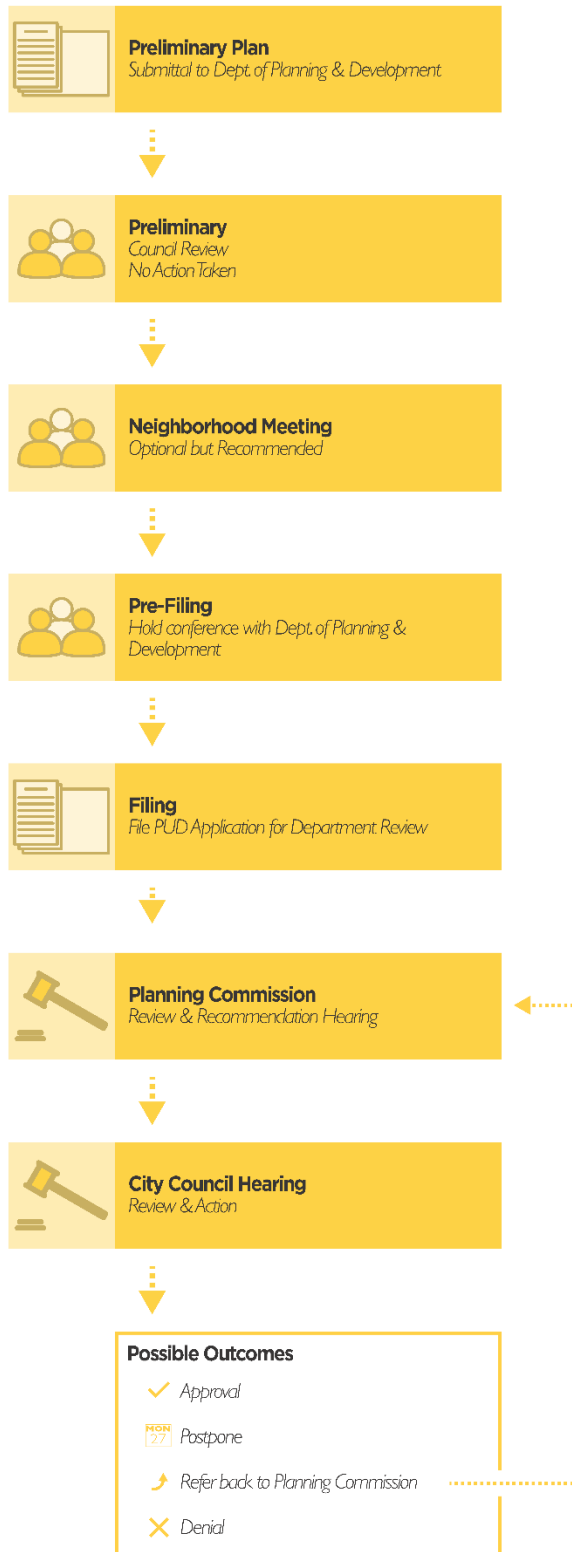 Preliminary Plan
Submittal to Dept. of Planning & Development
Preliminary
Council Review
No Action Taken
Neighborhood Meeting
Optional but Recommended
Pre-Filing
Hold conference with Dept. of Planning &
Development
Filing
File PUD Application for Department Review
Planning Commission
Review & Recommendation Hearing
City Council Hearing
Review & Action
Possible Outcomes
Approval
MON
27
Postpone
Refer back to Planning Commission
Denial